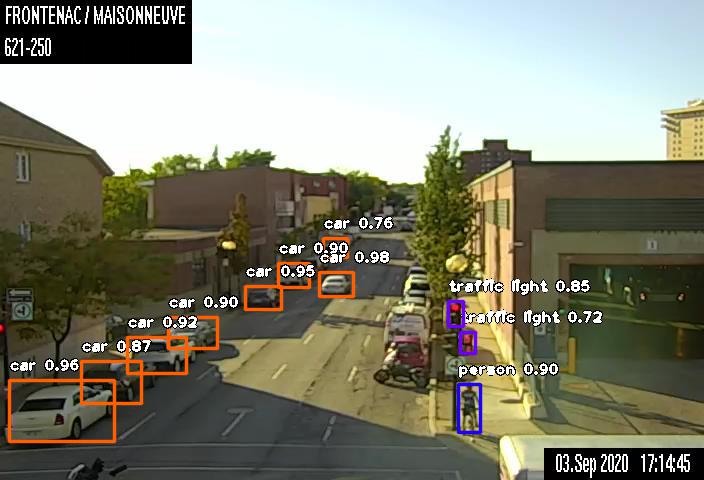 FRONTENAC / MAISONNEUVE
621-250
car 0.76
car 0.90
car 0.98
car 0.95
car 0.90
car 0.92
car 0.87
car 0.96
traffic light 0.85
traffic light 0.72
person 0.90
03.Sep 2020 17:14:45